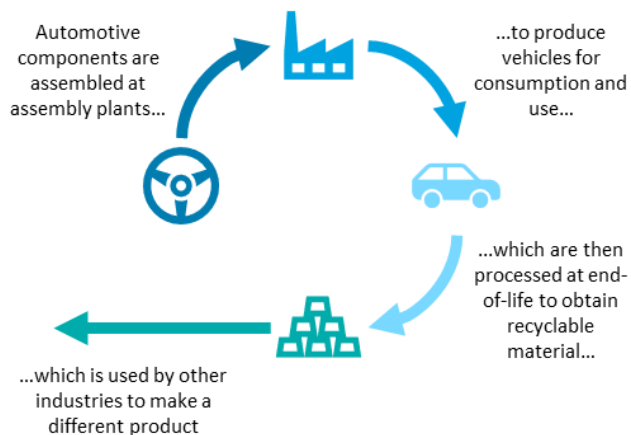 Automotive
components are
assembled at
assembly plants...
...to produce
vehicles for
consumption and
use...
...which are then
processed at end-
of-life to obtain
recyclable
material...
...which is used by other
industries to make a
different product